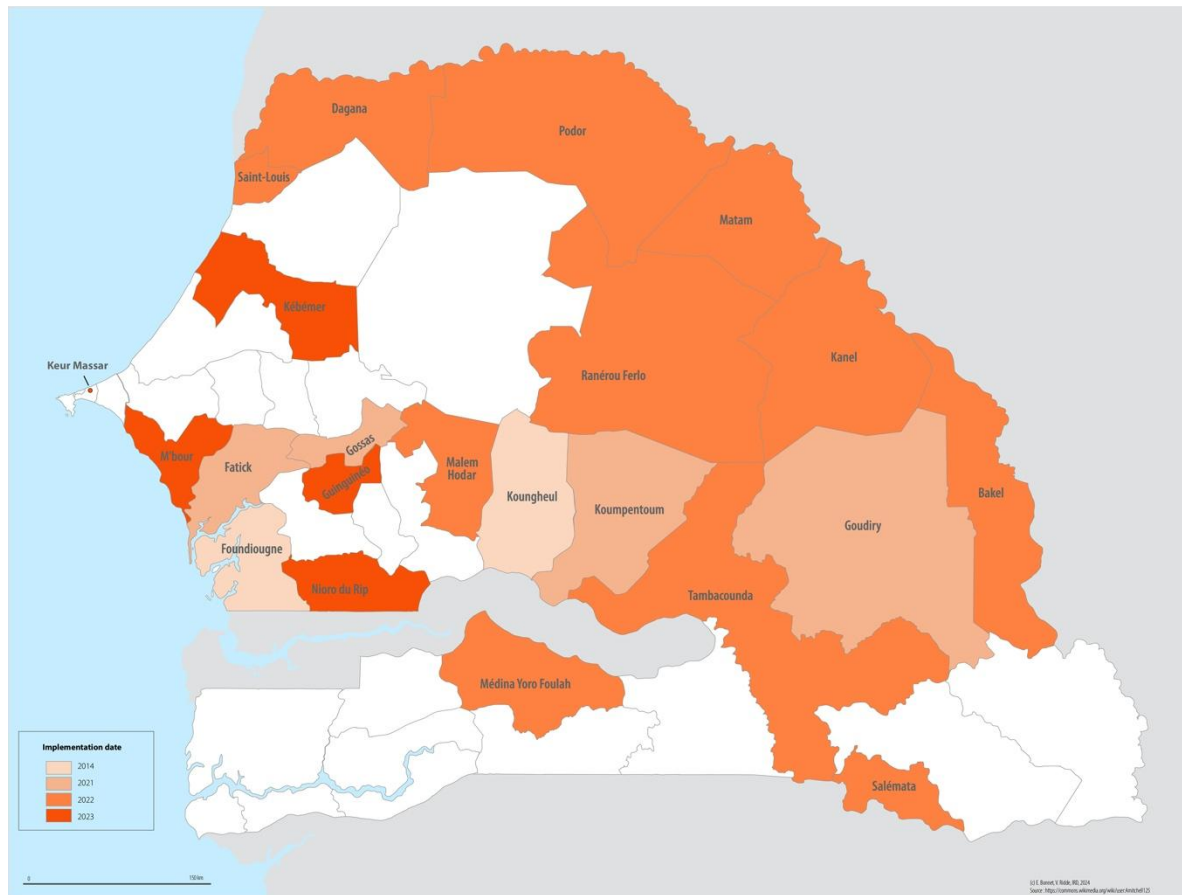 Dagana
Podor
Saint-Louis
Matam
Kébémer
Kanel
Keur Massar
Ranérou Ferlo
M'bour
Fatick
Gossas
Malem
Hodar
Guinguinéo
Koungheul
Koumpentoum
Bakel
Goudiry
Foundiougne
Nioro du Rip
Tambacounda
Médina Yoro Foulah
Salémata
Implementation date
2014
2021
2022
2023
0 150 km
(c) E. Bonnet, V. Ridde, IRD, 2024
Source : https://commons.wikimedia.org/wiki/user:Amitchell125